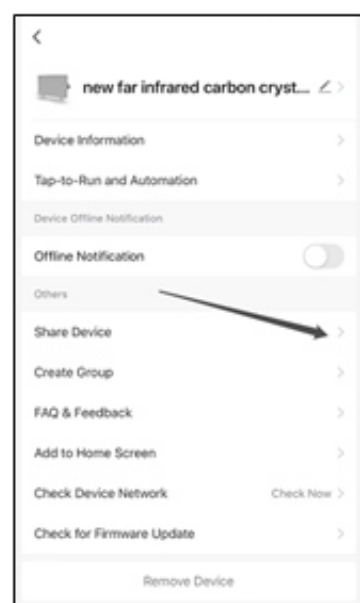 new far infrared carbon cryst...
Device Information
Tap-to-Run and Automation
Device Offline Notification
Offline Notification
Others
Share Device
Create Group
FAQ & Feedback
Add to Home Screen
Check Device Network Check Now
Check for Firmware Update
Remove Device